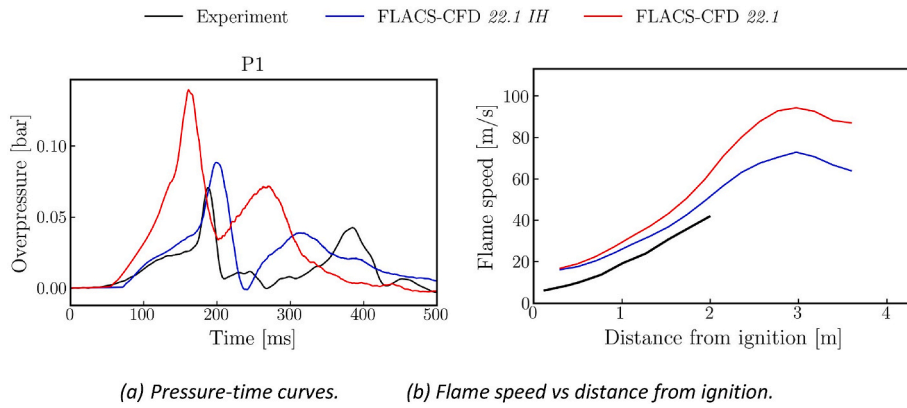 Experiment FLACS-CFD 22.1 IH FLACS-CFD 22.1
P1
Overpressure [bar]
0.10
0.05
0.00
0 100 200 300 400 500
Time [ms]
Flame speed [m/s]
100
80
60
40
20
0
0 1 2 3 4
Distance from ignition [m]
(a) Pressure-time curves. (b) Flame speed vs distance from ignition.